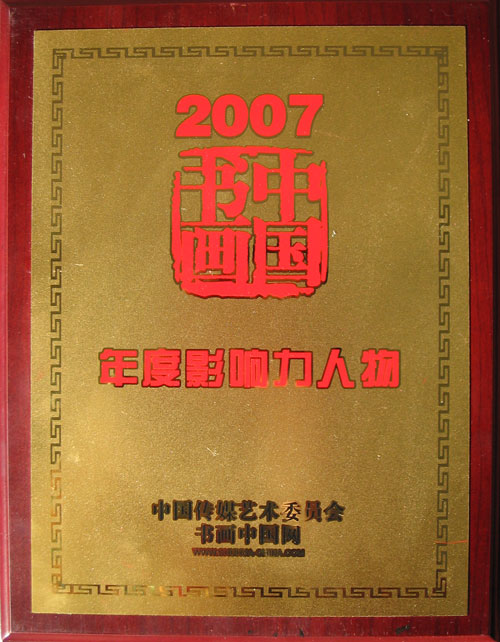 2007
中国
书画
年度影响力人物
中国传媒艺术委员会
书画中国网